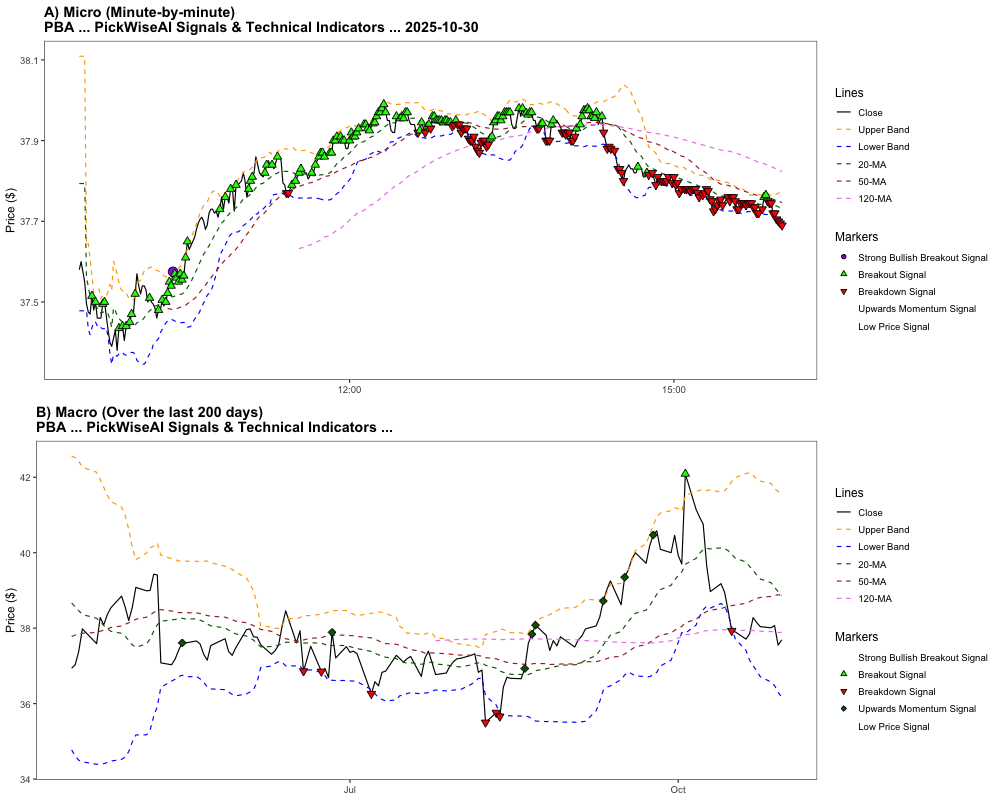 A) Micro (Minute-by-minute)
PBA ... PickWiseAI Signals & Technical Indicators ... 2025-10-30
38.1
37.9
37.7
37.5
Price ($)
12:00
15:00
Lines
Close
Upper Band
Lower Band
20-MA
50-MA
120-MA
Markers
Strong Bullish Breakout Signal
Breakout Signal
Breakdown Signal
Upwards Momentum Signal
Low Price Signal
B) Macro (Over the last 200 days)
PBA ... PickWiseAI Signals & Technical Indicators ...
42
40
38
36
34
Price ($)
Jul
Oct
Lines
Close
Upper Band
Lower Band
20-MA
50-MA
120-MA
Markers
Strong Bullish Breakout Signal
Breakout Signal
Breakdown Signal
Upwards Momentum Signal
Low Price Signal